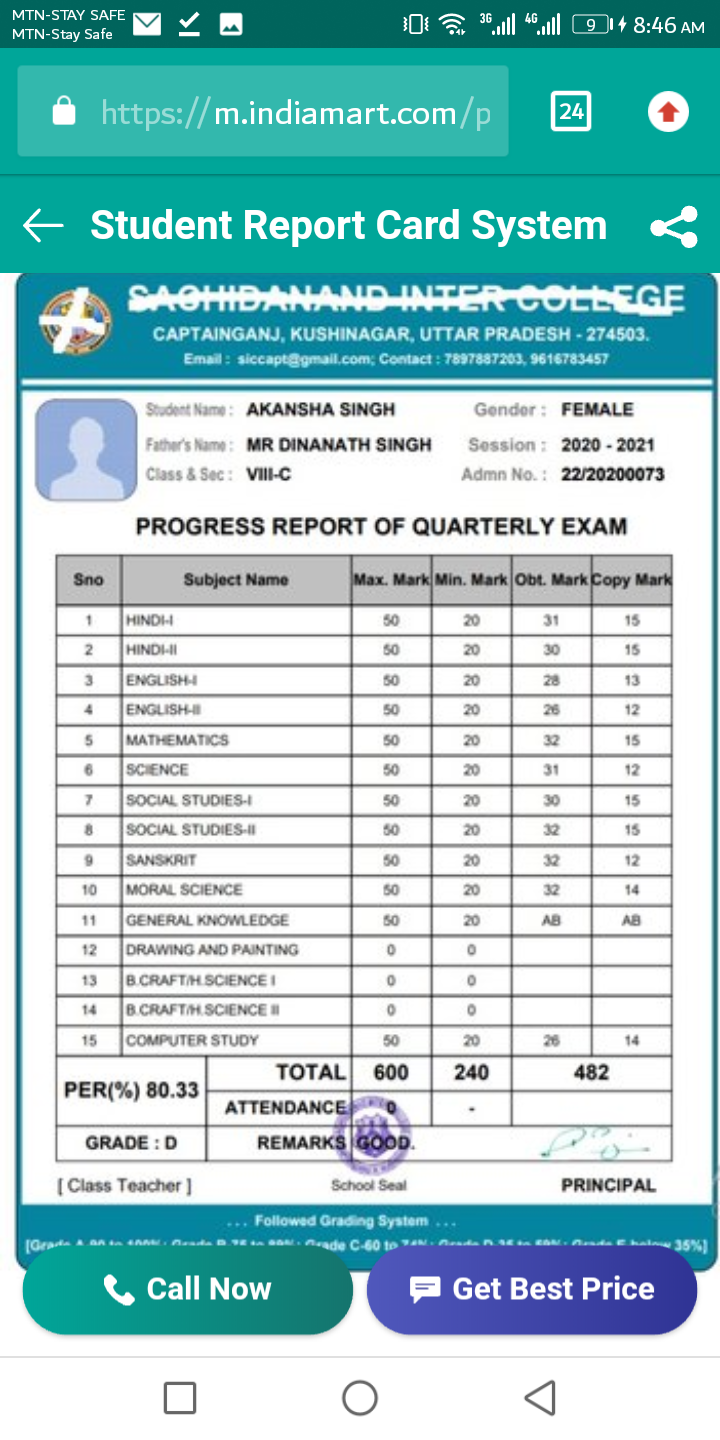 MTN-STAY SAFE
MTN-Stay Safe
3G 4G 9 8:46 AM
https://m.indiamart.com/p
24
Student Report Card System
SACHIDANAND INTER COLLEGE
CAPTAINGANJ, KUSHINAGAR, UTTAR PRADESH - 274503.
Email : siccapt@gmail.com; Contact : 7897887203, 9616783457
Student Name : AKANSHA SINGH Gender : FEMALE
Father's Name : MR DINANATH SINGH Session : 2020 - 2021
Class & Sec : VIII-C Admn No. : 22/20200073
PROGRESS REPORT OF QUARTERLY EXAM
Sno Subject Name Max. Mark Min. Mark Obt. Mark Copy Mark
1 HINDI-I 50 20 31 15
2 HINDI-II 50 20 30 15
3 ENGLISH-I 50 20 28 13
4 ENGLISH-II 50 20 26 12
5 MATHEMATICS 50 20 32 15
6 SCIENCE 50 20 31 12
7 SOCIAL STUDIES-I 50 20 30 15
8 SOCIAL STUDIES-II 50 20 32 15
9 SANSKRIT 50 20 32 12
10 MORAL SCIENCE 50 20 32 14
11 GENERAL KNOWLEDGE 50 20 AB AB
12 DRAWING AND PAINTING 0 0
13 B.CRAFT/H.SCIENCE I 0 0
14 B.CRAFT/H.SCIENCE II 0 0
15 COMPUTER STUDY 50 20 26 14
PER(%) 80.33 TOTAL 600 240 482
ATTENDANCE 0 -
GRADE : D REMARKS GOOD.
[ Class Teacher ] School Seal PRINCIPAL
... Followed Grading System ...
[Grade A-90 to 100%; Grade B-75 to 89%; Grade C-60 to 74%; Grade D-35 to 59%; Grade E below 35%]
Call Now Get Best Price